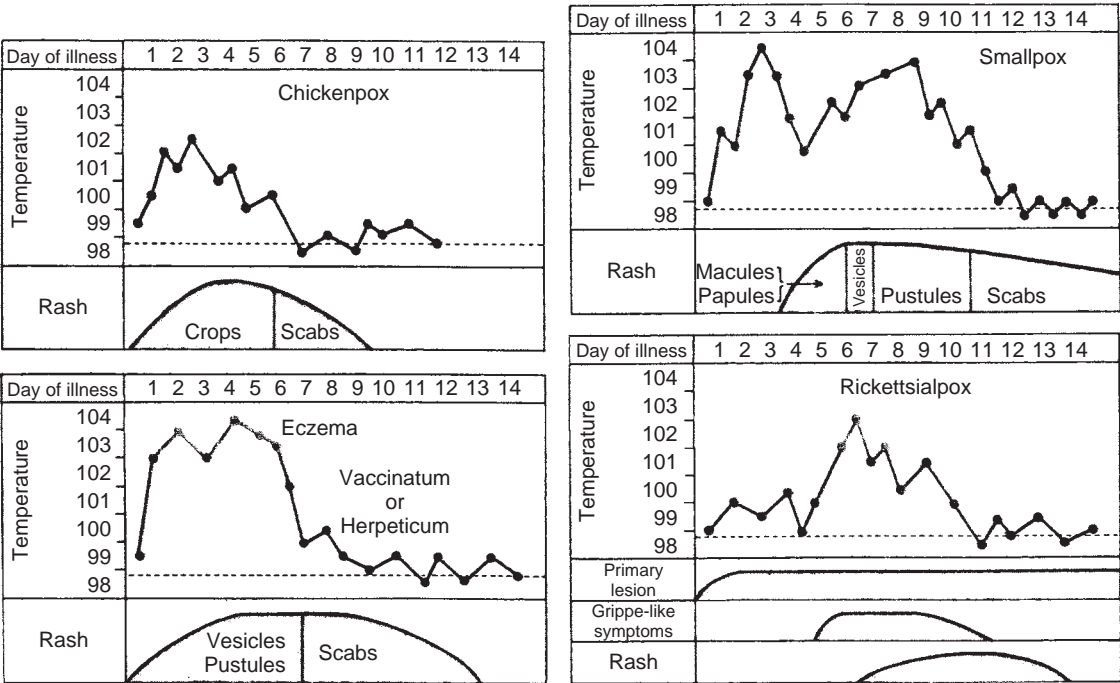 Day of illness 1 2 3 4 5 6 7 8 9 10 11 12 13 14
Chickenpox
Temperature
104
103
102
101
100
99
98
Rash
Crops
Scabs
Day of illness 1 2 3 4 5 6 7 8 9 10 11 12 13 14
Smallpox
Temperature
104
103
102
101
100
99
98
Rash
Macules
Papules
Vesicles
Pustules
Scabs
Day of illness 1 2 3 4 5 6 7 8 9 10 11 12 13 14
Eczema
Vaccinatum
or
Herpeticum
Temperature
104
103
102
101
100
99
98
Rash
Vesicles
Pustules
Scabs
Day of illness 1 2 3 4 5 6 7 8 9 10 11 12 13 14
Rickettsialpox
Temperature
104
103
102
101
100
99
98
Primary
lesion
Grippe-like
symptoms
Rash